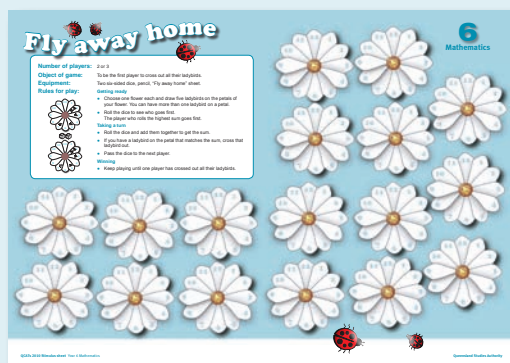 Fly away home
6
Mathematics
Number of players: 2 or 3
Object of game: To be the first player to cross out all their ladybirds.
Equipment: Two six-sided dice, pencil, "Fly away home" sheet.
Rules for play: Getting ready
• Choose one flower each and draw five ladybirds on the petals of
your flower. You can have more than one ladybird on a petal.
• Roll the dice to see who goes first.
The player who rolls the highest sum goes first.
Taking a turn
• Roll the dice and add them together to get the sum.
• If you have a ladybird on the petal that matches the sum, cross that
ladybird out.
• Pass the dice to the next player.
Winning
• Keep playing until one player has crossed out all their ladybirds.
Queensland Studies Authority